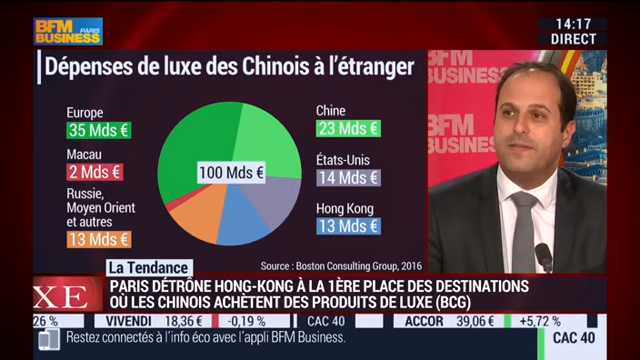 BFM PARIS
BUSINESS
14:17
DIRECT
Dépenses de luxe des Chinois à l'étranger
Europe
35 Mds €
Macau
2 Mds €
Russie,
Moyen Orient
et autres
13 Mds €
100 Mds €
Chine
23 Mds €
États-Unis
14 Mds €
Hong Kong
13 Mds €
Source : Boston Consulting Group, 2016
BFM
BUSINESS
BFM
BUSINESS
La Tendance
XE
PARIS DÉTRÔNE HONG-KONG À LA 1ÈRE PLACE DES DESTINATIONS
OÙ LES CHINOIS ACHÈTENT DES PRODUITS DE LUXE (BCG)
26 % VIVENDI 18,36 € -0,19 % CAC 40 ACCOR 39,06 € +5,72 %
Restez connectés à l'info éco avec l'appli BFM Business.
CAC 40